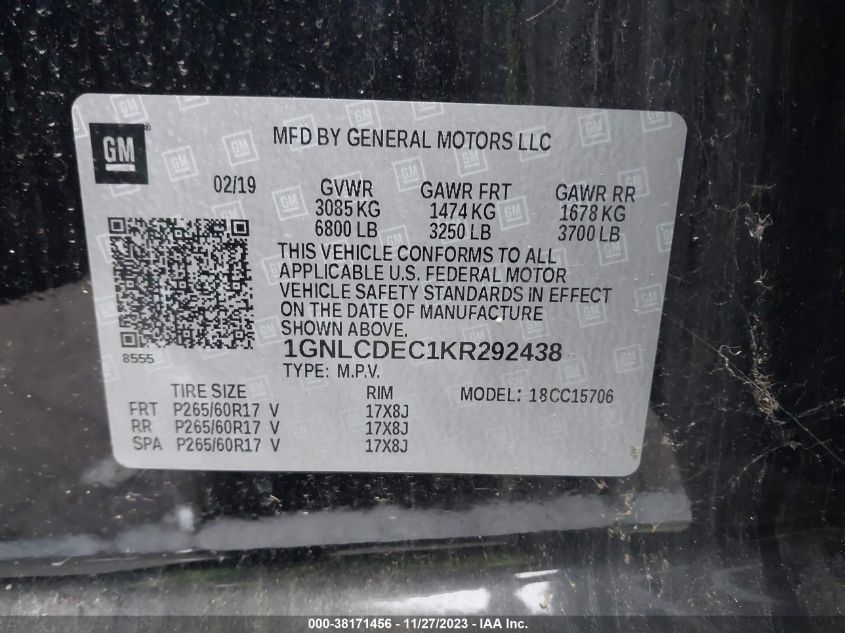 GM
MFD BY GENERAL MOTORS LLC
02/19 GVWR GAWR FRT GAWR RR
3085 KG 1474 KG 1678 KG
6800 LB 3250 LB 3700 LB
THIS VEHICLE CONFORMS TO ALL
APPLICABLE U.S. FEDERAL MOTOR
VEHICLE SAFETY STANDARDS IN EFFECT
ON THE DATE OF MANUFACTURE
SHOWN ABOVE.
8555
1GNLCDEC1KR292438
TYPE: M.P.V.
TIRE SIZE RIM MODEL: 18CC15706
FRT P265/60R17 V 17X8J
RR P265/60R17 V 17X8J
SPA P265/60R17 V 17X8J
000-38171456 - 11/27/2023 - IAA Inc.